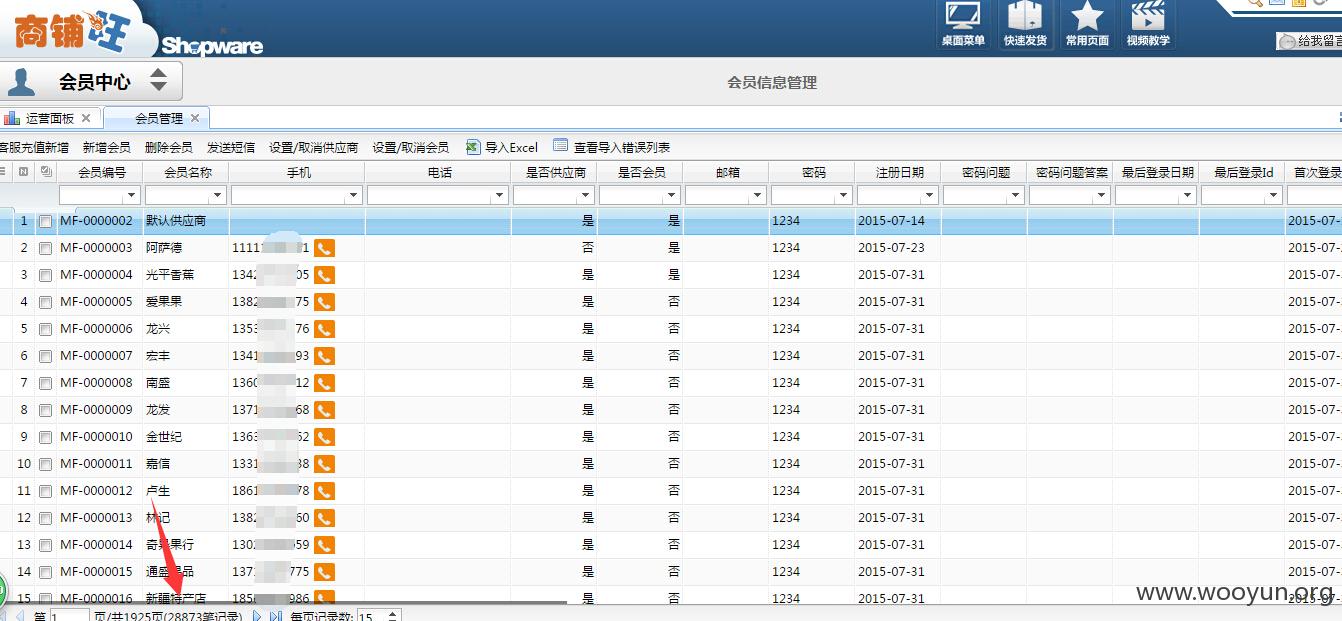 商铺旺 Shopware
桌面菜单 快速发货 常用页面 视频教学
给我留言
会员中心 会员信息管理
运营面板 会员管理
客服充值新增 新增会员 删除会员 发送短信 设置/取消供应商 设置/取消会员 导入Excel 查看导入错误列表
会员编号 会员名称 手机 电话 是否供应商 是否会员 邮箱 密码 注册日期 密码问题 密码问题答案 最后登录日期 最后登录Id 首次登录
1 MF-0000002 默认供应商 是 是 1234 2015-07-14 2015-07-
2 MF-0000003 阿萨德 1111 1 否 是 1234 2015-07-23 2015-07-
3 MF-0000004 光平香蕉 1342 05 是 是 1234 2015-07-31 2015-07-
4 MF-0000005 爱果果 1382 75 是 否 1234 2015-07-31 2015-07-
5 MF-0000006 龙兴 1353 76 是 否 1234 2015-07-31 2015-07-
6 MF-0000007 宏丰 1341 93 是 否 1234 2015-07-31 2015-07-
7 MF-0000008 南盛 1360 12 是 否 1234 2015-07-31 2015-07-
8 MF-0000009 龙发 1371 68 是 否 1234 2015-07-31 2015-07-
9 MF-0000010 金世纪 1363 52 是 否 1234 2015-07-31 2015-07-
10 MF-0000011 嘉信 1331 38 是 否 1234 2015-07-31 2015-07-
11 MF-0000012 卢生 1861 78 是 否 1234 2015-07-31 2015-07-
12 MF-0000013 林记 1382 60 是 否 1234 2015-07-31 2015-07-
13 MF-0000014 奇果果行 1302 959 是 否 1234 2015-07-31 2015-07-
14 MF-0000015 通盛果品 137 775 是 否 1234 2015-07-31 2015-07-
15 MF-0000016 新疆特产店 185 986 是 否 1234 2015-07-31 2015-07-
www.wooyun.org
第 1 页/共1925页(28873笔记录) 每页记录数: 15